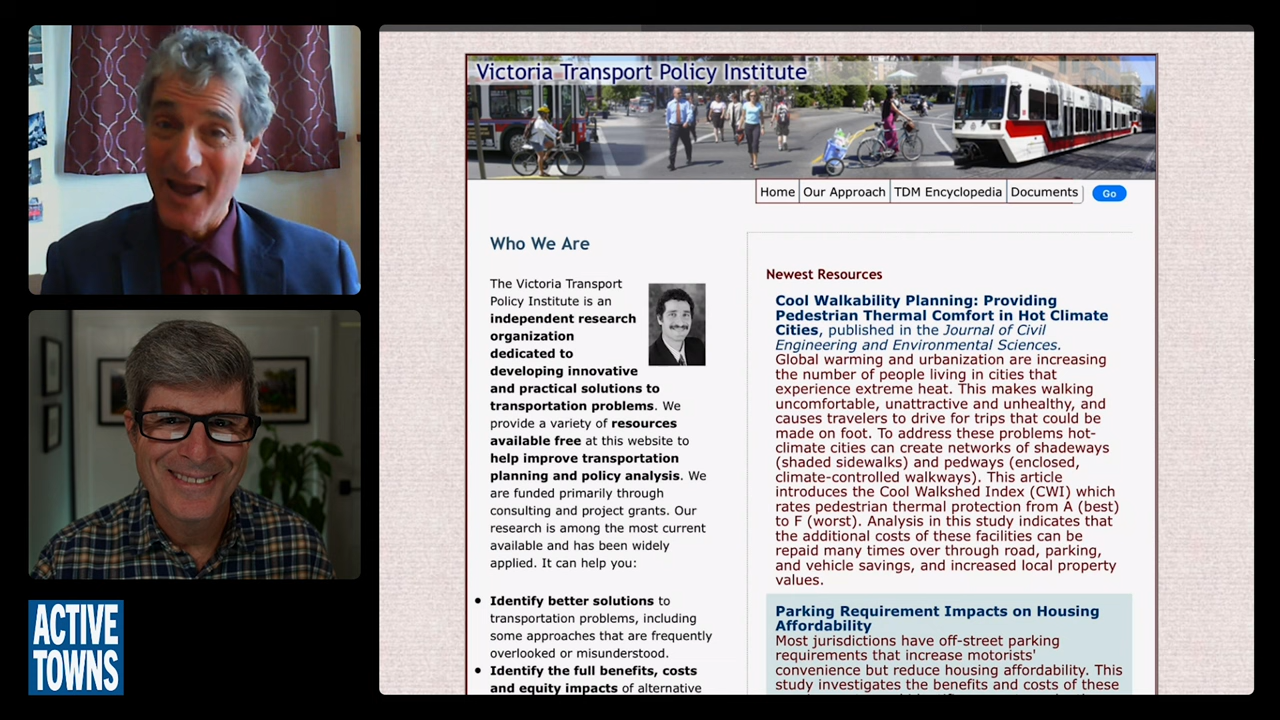 Victoria Transport Policy Institute
Home
Our Approach
TDM Encyclopedia
Documents
Go
Who We Are
The Victoria Transport
Policy Institute is an
independent research
organization
dedicated to
developing innovative
and practical solutions to
transportation problems. We
provide a variety of resources
available free at this website to
help improve transportation
planning and policy analysis. We
are funded primarily through
consulting and project grants. Our
research is among the most current
available and has been widely
applied. It can help you:
Identify better solutions to
transportation problems, including
some approaches that are frequently
overlooked or misunderstood.
Identify the full benefits, costs
and equity impacts of alternative
Newest Resources
Cool Walkability Planning: Providing
Pedestrian Thermal Comfort in Hot Climate
Cities, published in the Journal of Civil
Engineering and Environmental Sciences.
Global warming and urbanization are increasing
the number of people living in cities that
experience extreme heat. This makes walking
uncomfortable, unattractive and unhealthy, and
causes travelers to drive for trips that could be
made on foot. To address these problems hot-
climate cities can create networks of shadeways
(shaded sidewalks) and pedways (enclosed,
climate-controlled walkways). This article
introduces the Cool Walkshed Index (CWI) which
rates pedestrian thermal protection from A (best)
to F (worst). Analysis in this study indicates that
the additional costs of these facilities can be
repaid many times over through road, parking,
and vehicle savings, and increased local property
values.
Parking Requirement Impacts on Housing
Affordability
Most jurisdictions have off-street parking
requirements that increase motorists'
convenience but reduce housing affordability. This
study investigates the benefits and costs of these
ACTIVE
TOWNS